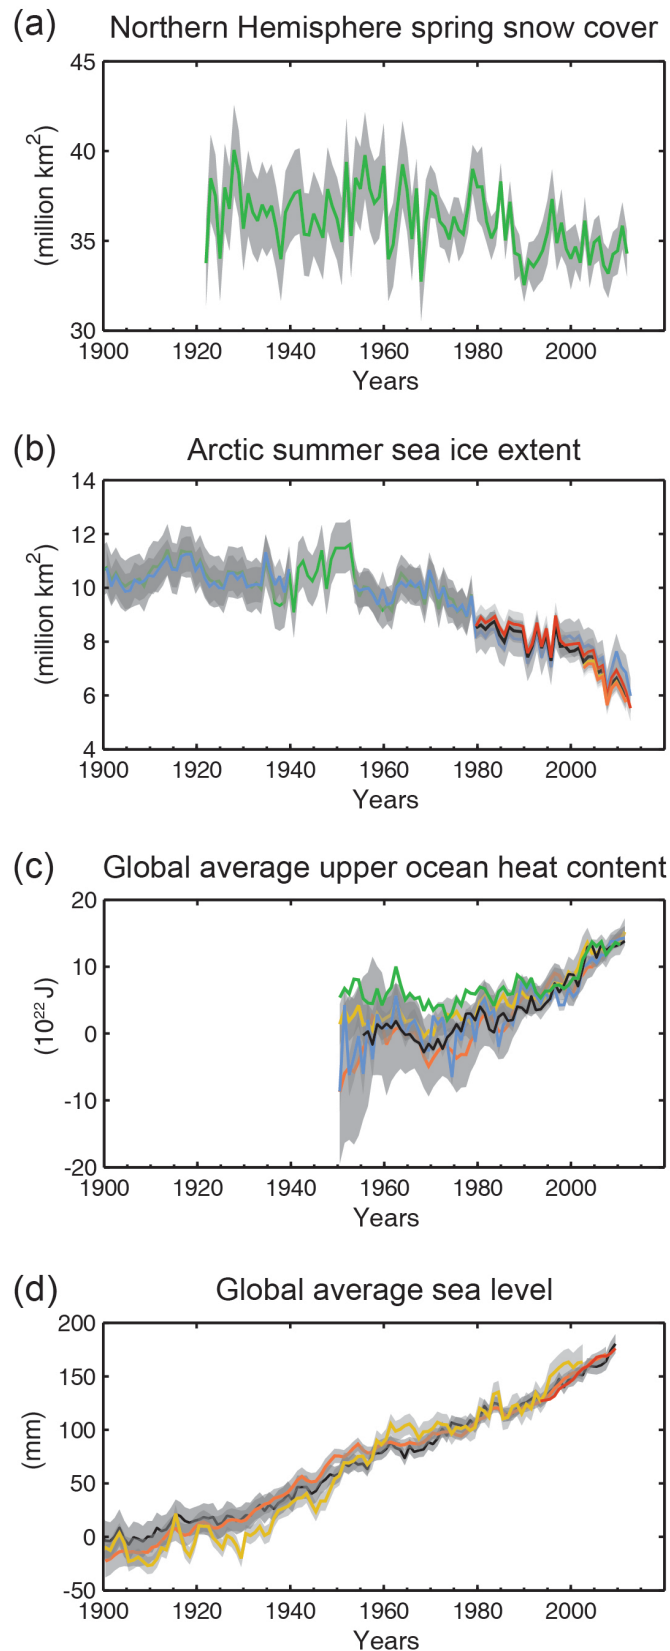 (a) Northern Hemisphere spring snow cover
45
40
35
30
(million km²)
1900 1920 1940 1960 1980 2000
Years
(b) Arctic summer sea ice extent
14
12
10
8
6
4
(million km²)
1900 1920 1940 1960 1980 2000
Years
(c) Global average upper ocean heat content
20
10
0
-10
-20
(10²² J)
1900 1920 1940 1960 1980 2000
Years
(d) Global average sea level
200
150
100
50
0
-50
(mm)
1900 1920 1940 1960 1980 2000
Years